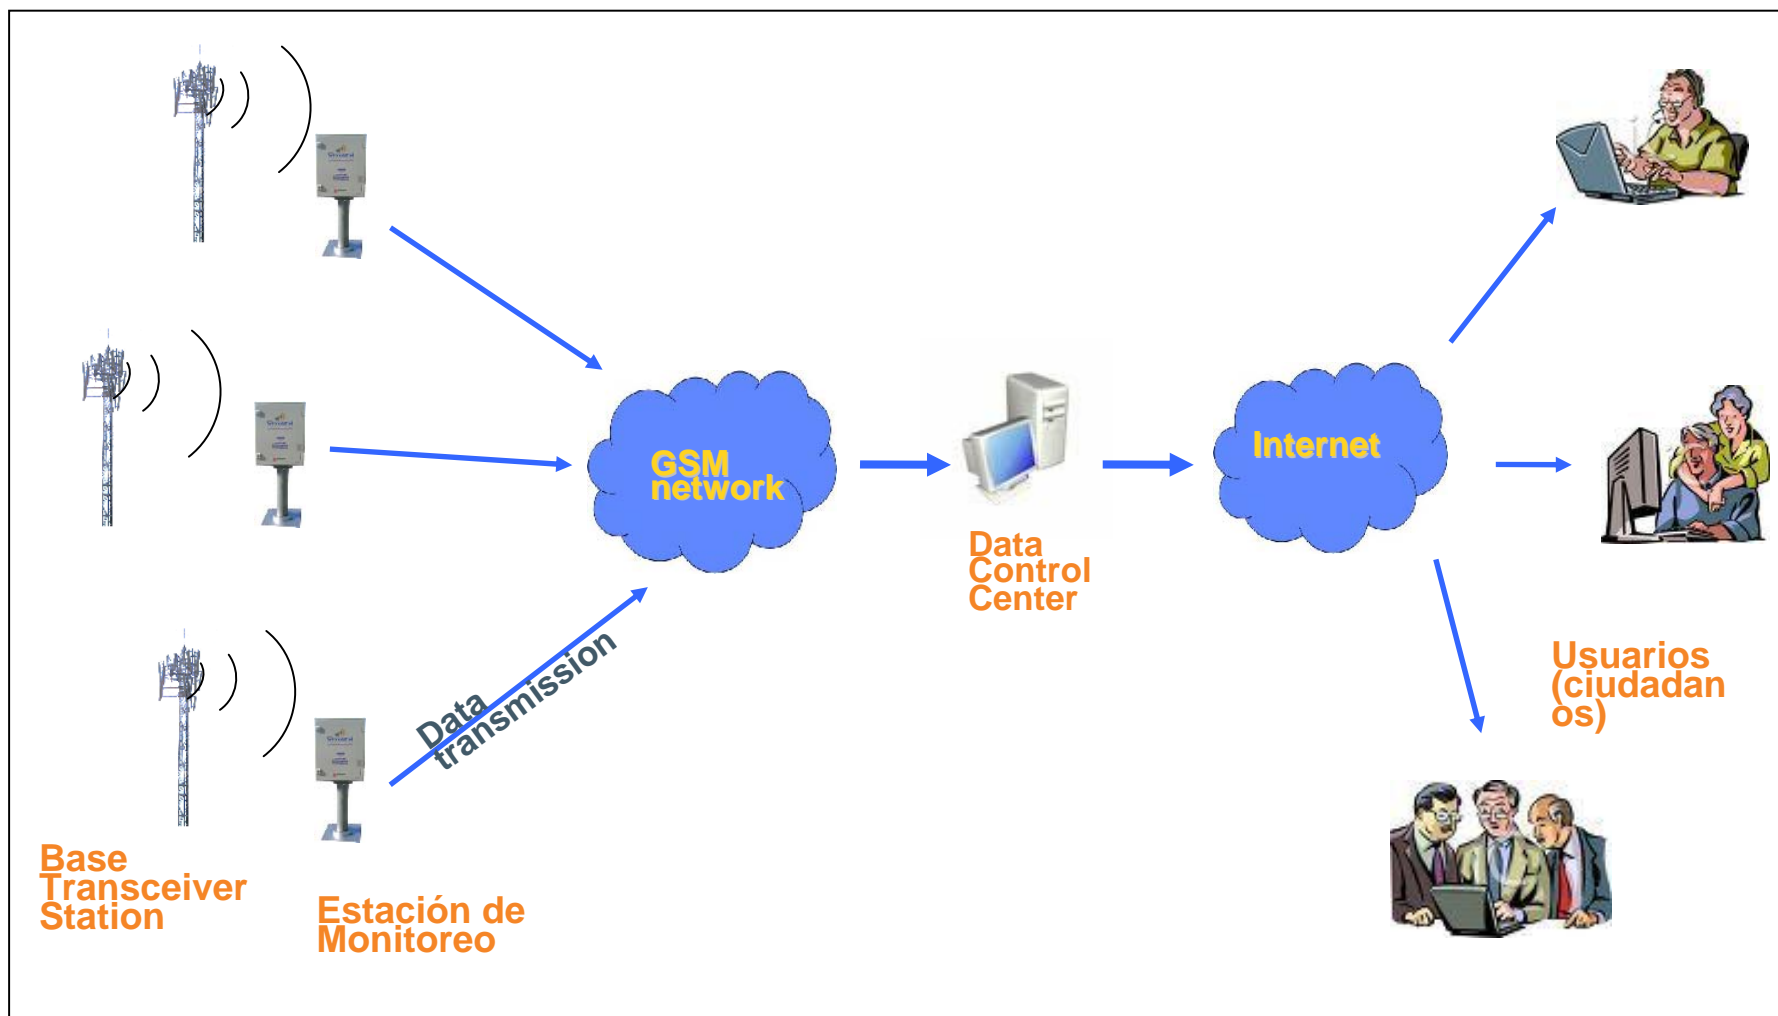 GSM
network
Internet
Data
Control
Center
Data
transmission
Usuarios
(ciudadan
os)
Base
Transceiver
Station
Estación de
Monitoreo